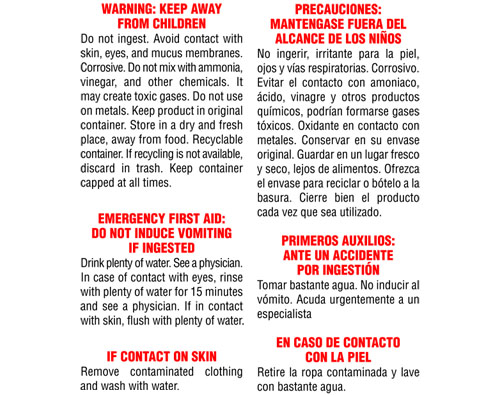 WARNING: KEEP AWAY
FROM CHILDREN
Do not ingest. Avoid contact with
skin, eyes, and mucus membranes.
Corrosive. Do not mix with ammonia,
vinegar, and other chemicals. It
may create toxic gases. Do not use
on metals. Keep product in original
container. Store in a dry and fresh
place, away from food. Recyclable
container. If recycling is not available,
discard in trash. Keep container
capped at all times.
EMERGENCY FIRST AID:
DO NOT INDUCE VOMITING
IF INGESTED
Drink plenty of water. See a physician.
In case of contact with eyes, rinse
with plenty of water for 15 minutes
and see a physician. If in contact
with skin, flush with plenty of water.
IF CONTACT ON SKIN
Remove contaminated clothing
and wash with water.
PRECAUCIONES:
MANTENGASE FUERA DEL
ALCANCE DE LOS NIÑOS
No ingerir, irritante para la piel,
ojos y vías respiratorias. Corrosivo.
Evitar el contacto con amoniaco,
ácido, vinagre y otros productos
químicos, podrían formarse gases
tóxicos. Oxidante en contacto con
metales. Conservar en su envase
original. Guardar en un lugar fresco
y seco, lejos de alimentos. Ofrezca
el envase para reciclar o bótelo a la
basura. Cierre bien el producto
cada vez que sea utilizado.
PRIMEROS AUXILIOS:
ANTE UN ACCIDENTE
POR INGESTIÓN
Tomar bastante agua. No inducir al
vómito. Acuda urgentemente a un
especialista
EN CASO DE CONTACTO
CON LA PIEL
Retire la ropa contaminada y lave
con bastante agua.